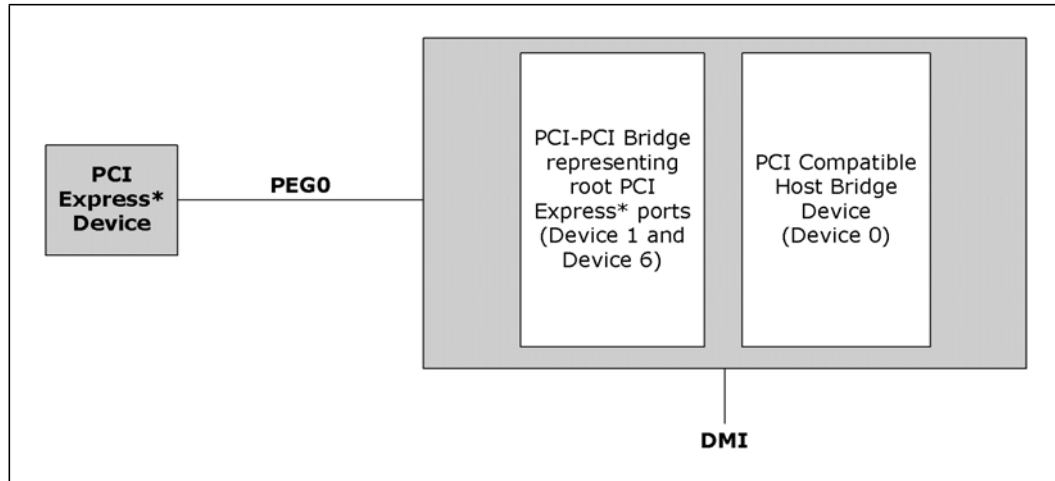 PCI
Express*
Device
PEG0
PCI-PCI Bridge
representing
root PCI
Express* ports
(Device 1 and
Device 6)
PCI Compatible
Host Bridge
Device
(Device 0)
DMI